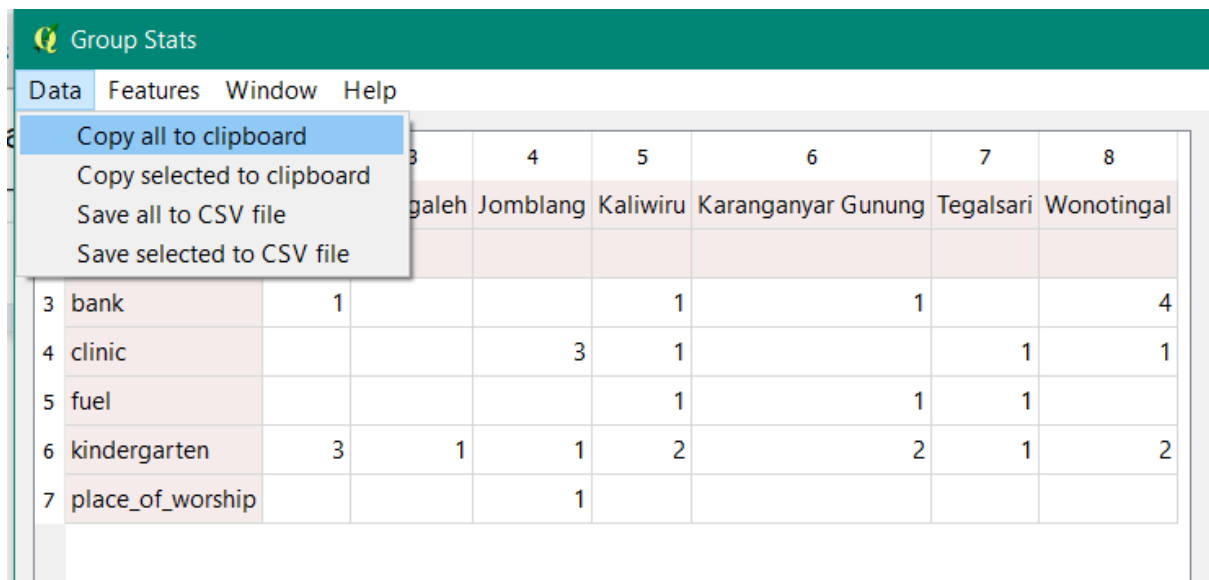 Group Stats
Data Features Window Help
Copy all to clipboard
Copy selected to clipboard
Save all to CSV file
Save selected to CSV file
3 4 5 6 7 8
galeh Jomblang Kaliwiru Karanganyar Gunung Tegalsari Wonotingal
3 bank 1 1 1 4
4 clinic 3 1 1 1
5 fuel 1 1 1
6 kindergarten 3 1 1 2 2 1 2
7 place_of_worship 1